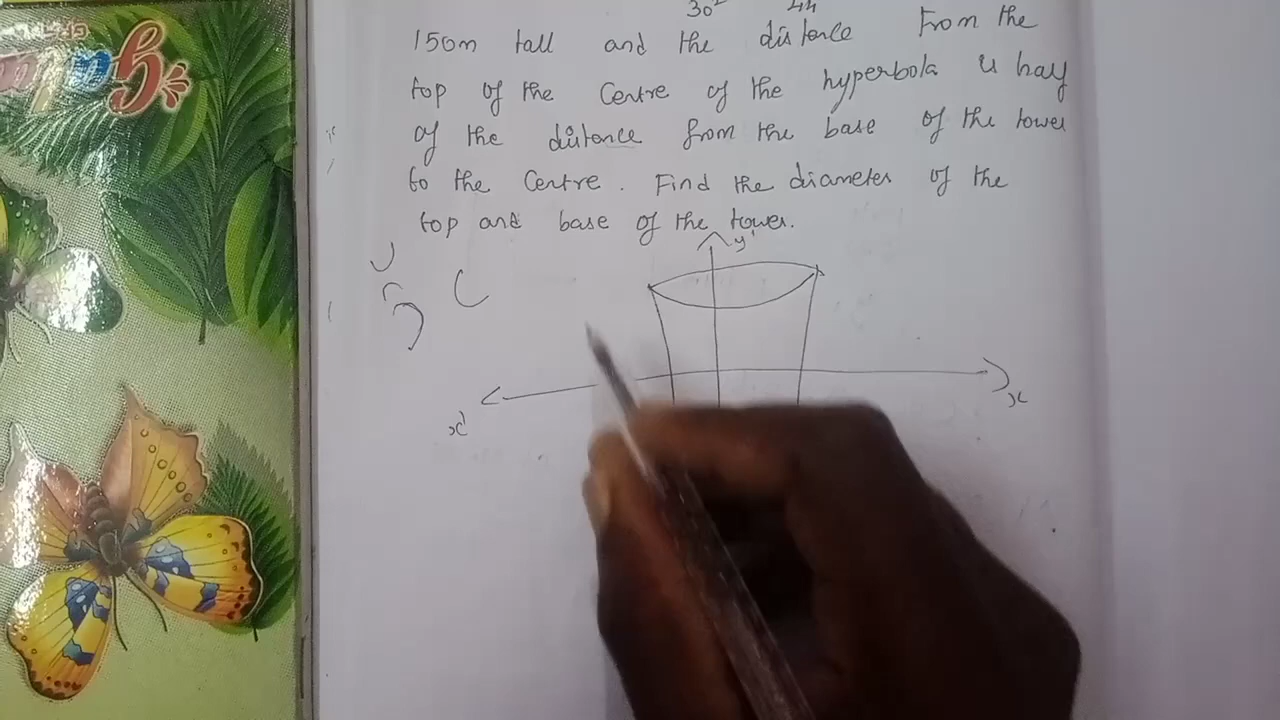 30² 44
150m tall and the distance from the
top of the centre of the hyperbola is half
of the distance from the base of the tower
to the centre. Find the diameter of the
top and base of the tower.
y
x' x